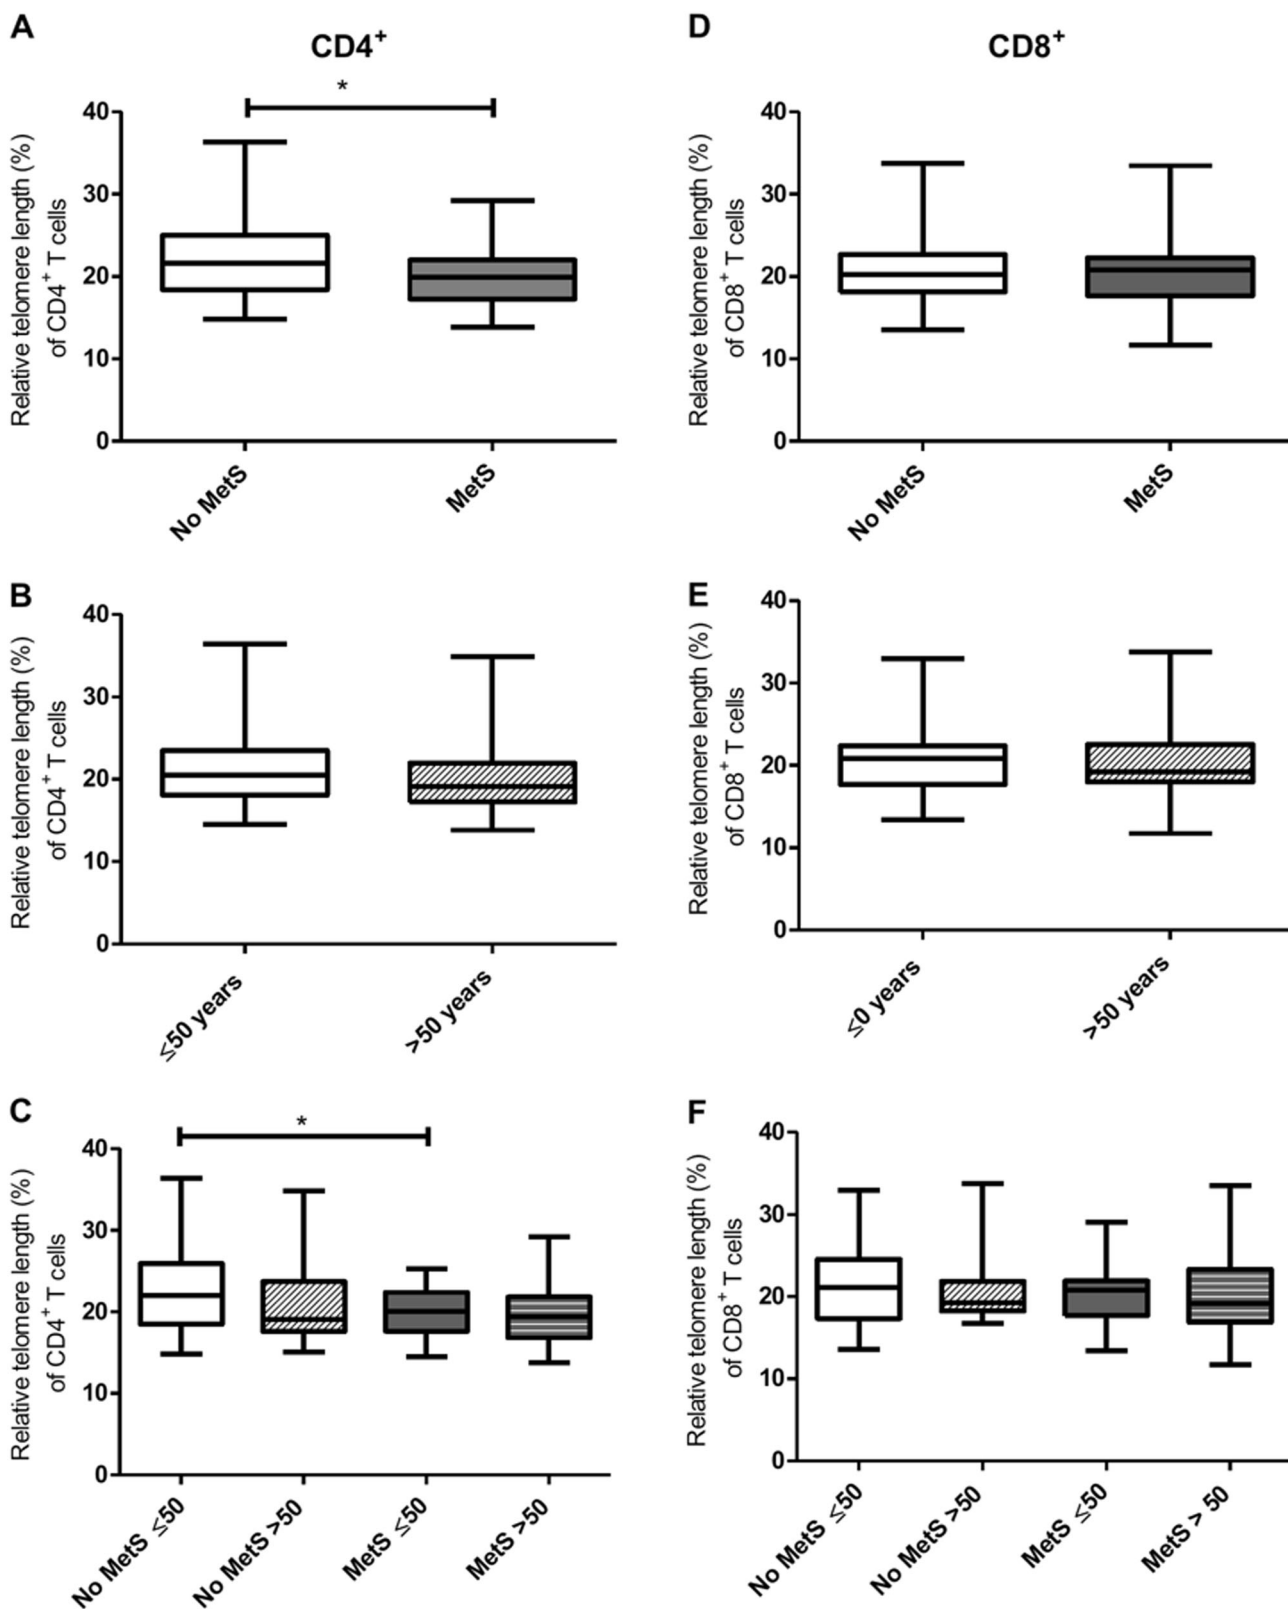 A
CD4⁺
*
Relative telomere length (%)
of CD4⁺ T cells
40
30
20
10
0
No MetS
MetS
D
CD8⁺
Relative telomere length (%)
of CD8⁺ T cells
40
30
20
10
0
No MetS
MetS
B
Relative telomere length (%)
of CD4⁺ T cells
40
30
20
10
0
≤50 years
>50 years
E
Relative telomere length (%)
of CD8⁺ T cells
40
30
20
10
0
≤0 years
>50 years
C
*
Relative telomere length (%)
of CD4⁺ T cells
40
30
20
10
0
No MetS ≤50
No MetS >50
MetS ≤50
MetS >50
F
Relative telomere length (%)
of CD8⁺ T cells
40
30
20
10
0
No MetS ≤50
No MetS >50
MetS ≤50
MetS > 50